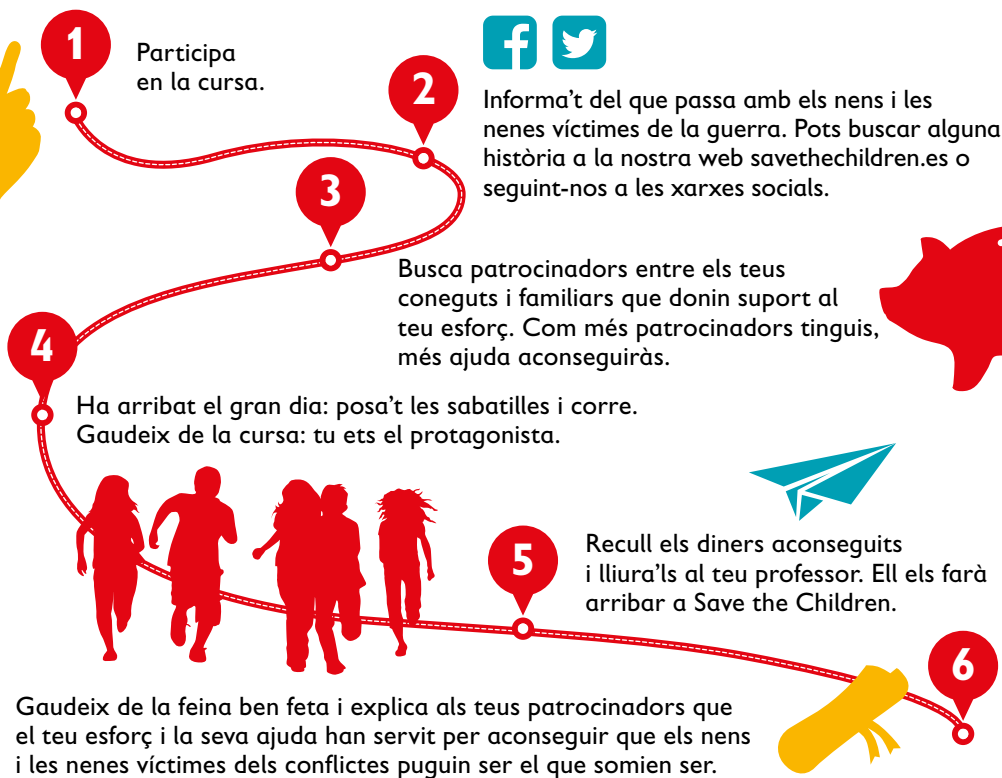 1
Participa
en la cursa.
2
Informa't del que passa amb els nens i les
nenes víctimes de la guerra. Pots buscar alguna
història a la nostra web savethechildren.es o
seguint-nos a les xarxes socials.
3
Busca patrocinadors entre els teus
coneguts i familiars que donin suport al
teu esforç. Com més patrocinadors tinguis,
més ajuda aconseguiràs.
4
Ha arribat el gran dia: posa't les sabatilles i corre.
Gaudeix de la cursa: tu ets el protagonista.
5
Recull els diners aconseguits
i lliura'ls al teu professor. Ell els farà
arribar a Save the Children.
6
Gaudeix de la feina ben feta i explica als teus patrocinadors que
el teu esforç i la seva ajuda han servit per aconseguir que els nens
i les nenes víctimes dels conflictes puguin ser el que somien ser.